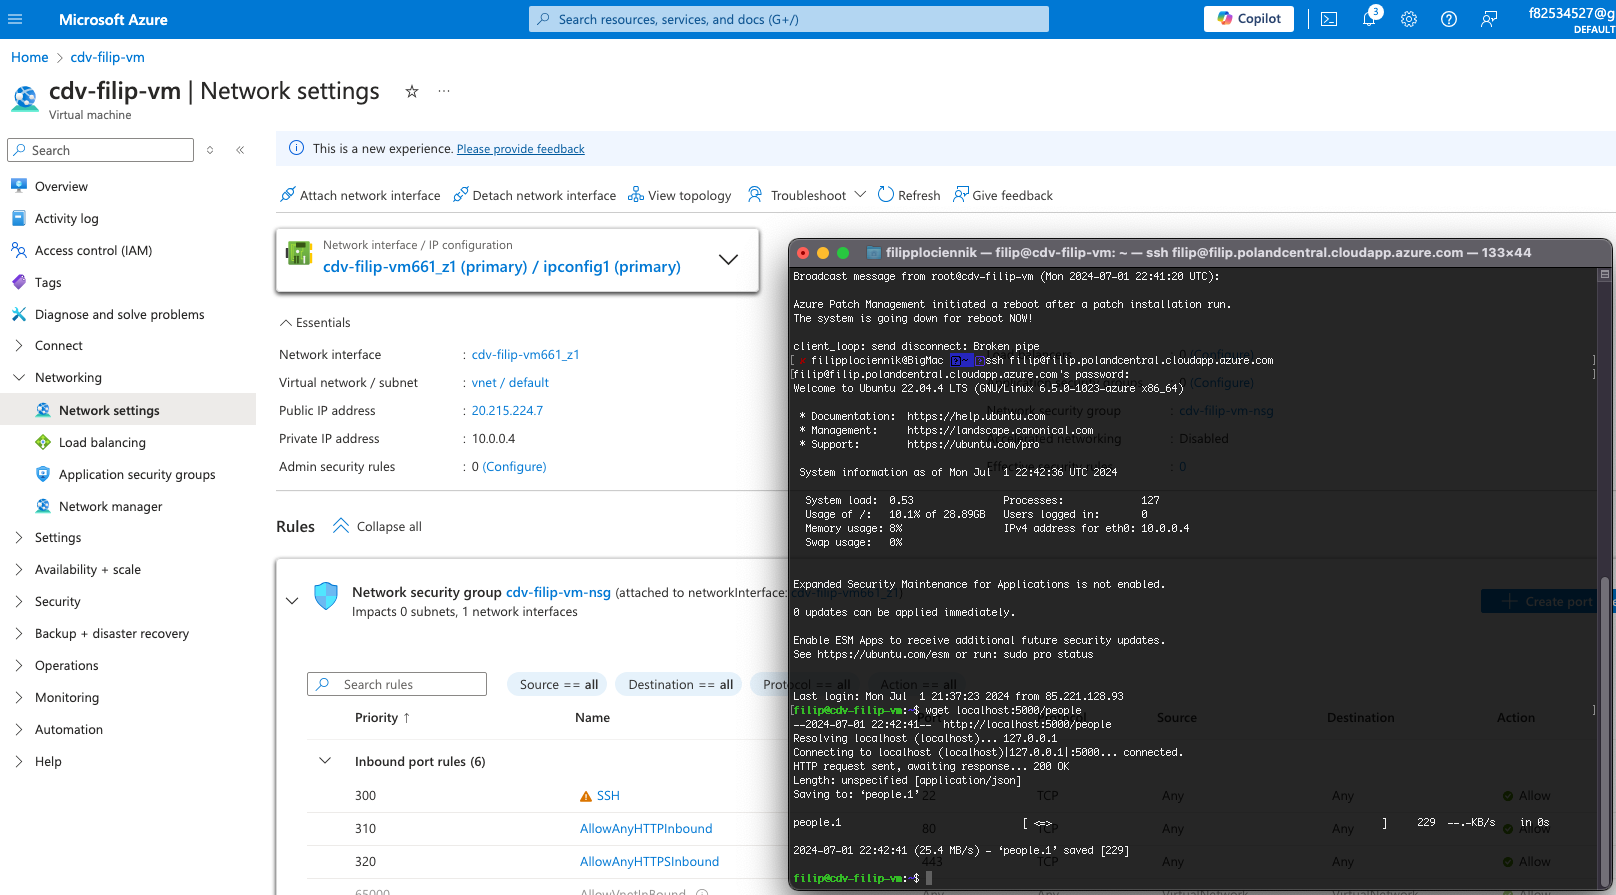 Microsoft Azure
Search resources, services, and docs (G+/)
Copilot
3
f82534527@g
DEFAULT
Home > cdv-filip-vm
cdv-filip-vm | Network settings
Virtual machine
Search
This is a new experience. Please provide feedback
Overview
Activity log
Access control (IAM)
Tags
Diagnose and solve problems
Connect
Networking
Network settings
Load balancing
Application security groups
Network manager
Settings
Availability + scale
Security
Backup + disaster recovery
Operations
Monitoring
Automation
Help
Attach network interface Detach network interface View topology Troubleshoot Refresh Give feedback
Network interface / IP configuration
cdv-filip-vm661_z1 (primary) / ipconfig1 (primary)
Essentials
Network interface : cdv-filip-vm661_z1
Virtual network / subnet : vnet / default
Public IP address : 20.215.224.7
Private IP address : 10.0.0.4
Admin security rules : 0 (Configure)
(Configure)
security group : cdv-filip-vm-nsg
: Disabled
: 0
Rules Collapse all
Network security group cdv-filip-vm-nsg (attached to networkInterface: cdv-filip-vm661_z1)
Impacts 0 subnets, 1 network interfaces
Create port
Search rules
Source == all Destination == all Protocol == all Action == all
Priority ↑ Name Port Protocol Source Destination Action
Inbound port rules (6)
300 SSH 22 TCP Any Any Allow
310 AllowAnyHTTPInbound 80 TCP Any Any Allow
320 AllowAnyHTTPSInbound 443 TCP Any Any Allow
65000 AllowVnetInBound Any Any VirtualNetwork VirtualNetwork Allow
filipplociennik — filip@cdv-filip-vm: ~ — ssh filip@filip.polandcentral.cloudapp.azure.com — 133×44
Broadcast message from root@cdv-filip-vm (Mon 2024-07-01 22:41:20 UTC):
Azure Patch Management initiated a reboot after a patch installation run.
The system is going down for reboot NOW!
client_loop: send disconnect: Broken pipe
[ ✗ filipplociennik@BigMac ~ ssh filip@filip.polandcentral.cloudapp.azure.com ]
[filip@filip.polandcentral.cloudapp.azure.com's password: ]
Welcome to Ubuntu 22.04.4 LTS (GNU/Linux 6.5.0-1023-azure x86_64)
* Documentation: https://help.ubuntu.com
* Management: https://landscape.canonical.com
* Support: https://ubuntu.com/pro
System information as of Mon Jul 1 22:42:36 UTC 2024
System load: 0.53 Processes: 127
Usage of /: 10.1% of 28.89GB Users logged in: 0
Memory usage: 8% IPv4 address for eth0: 10.0.0.4
Swap usage: 0%
Expanded Security Maintenance for Applications is not enabled.
0 updates can be applied immediately.
Enable ESM Apps to receive additional future security updates.
See https://ubuntu.com/esm or run: sudo pro status
Last login: Mon Jul 1 21:37:23 2024 from 85.221.128.93
[filip@cdv-filip-vm:~$ wget localhost:5000/people ]
--2024-07-01 22:42:41-- http://localhost:5000/people
Resolving localhost (localhost)... 127.0.0.1
Connecting to localhost (localhost)|127.0.0.1|:5000... connected.
HTTP request sent, awaiting response... 200 OK
Length: unspecified [application/json]
Saving to: ‘people.1’
people.1 [ <=> ] 229 --.-KB/s in 0s
2024-07-01 22:42:41 (25.4 MB/s) - ‘people.1’ saved [229]
filip@cdv-filip-vm:~$